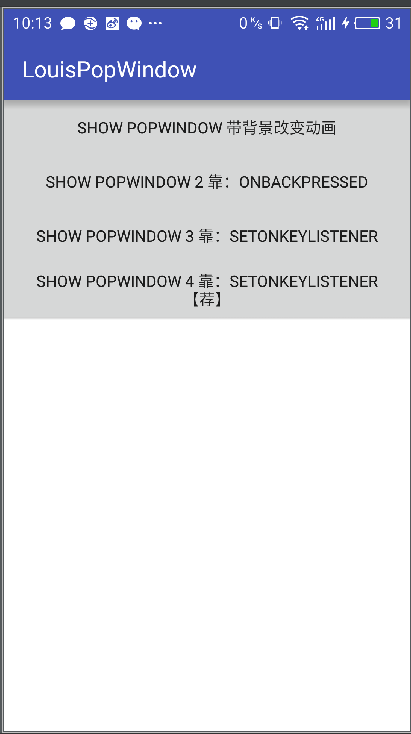 10:13 ··· 0 K/s 4G 31
LouisPopWindow
SHOW POPWINDOW 带背景改变动画
SHOW POPWINDOW 2 靠：ONBACKPRESSED
SHOW POPWINDOW 3 靠：SETONKEYLISTENER
SHOW POPWINDOW 4 靠：SETONKEYLISTENER
【荐】